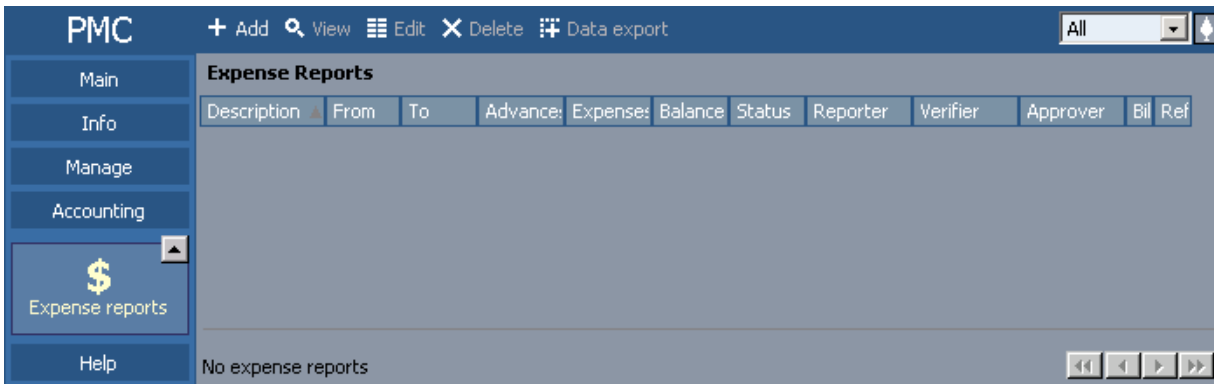 PMC
Add View Edit Delete Data export All
Main
Info
Manage
Accounting
Expense reports
Help
Expense Reports
Description From To Advance: Expense: Balance Status Reporter Verifier Approver Bil Ref
No expense reports